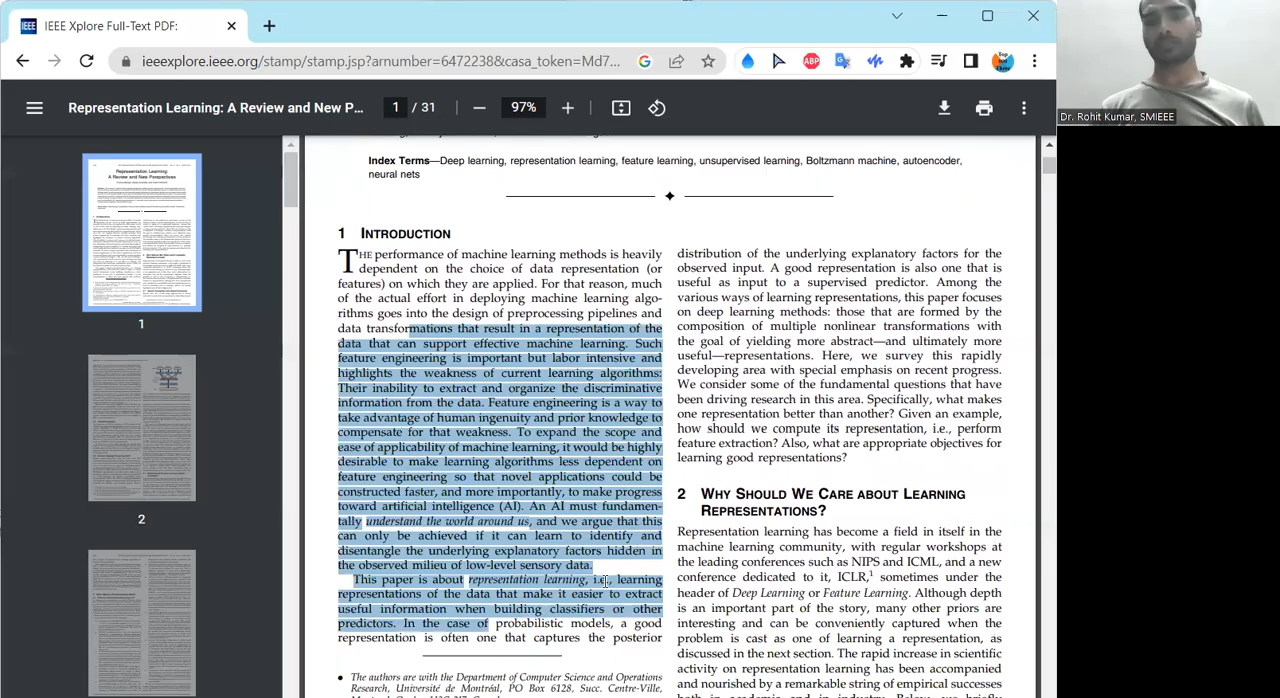 IEEE
IEEE Xplore Full-Text PDF:
ieeexplore.ieee.org/stamp/stamp.jsp?arnumber=6472238&casa_token=Md7...
ABP
Representation Learning: A Review and New P...
1 / 31
97%
Dr. Rohit Kumar, SMIEEE
Representation Learning:
A Review and New Perspectives
1
2
Index Terms—Deep learning, representation learning, feature learning, unsupervised learning, Boltzmann machine, autoencoder,
neural nets
1 INTRODUCTION
THE performance of machine learning methods is heavily
dependent on the choice of data representation (or
features) on which they are applied. For that reason, much
of the actual effort in deploying machine learning algo-
rithms goes into the design of preprocessing pipelines and
data transformations that result in a representation of the
data that can support effective machine learning. Such
feature engineering is important but labor intensive and
highlights the weakness of current learning algorithms:
Their inability to extract and organize the discriminative
information from the data. Feature engineering is a way to
take advantage of human ingenuity and prior knowledge to
compensate for that weakness. To expand the scope and
ease of applicability of machine learning, it would be highly
desirable to make learning algorithms less dependent on
feature engineering so that novel applications could be
constructed faster, and more importantly, to make progress
toward artificial intelligence (AI). An AI must fundamen-
tally understand the world around us, and we argue that this
can only be achieved if it can learn to identify and
disentangle the underlying explanatory factors hidden in
the observed milieu of low-level sensory data.
This paper is about representation learning, i.e., learning
representations of the data that make it easier to extract
useful information when building classifiers or other
predictors. In the case of probabilistic models, a good
representation is often one that captures the posterior
The authors are with the Department of Computer Science and Operations
Research, Université de Montréal, PO Box 6128, Succ. Centre-Ville,
distribution of the underlying explanatory factors for the
observed input. A good representation is also one that is
useful as input to a supervised predictor. Among the
various ways of learning representations, this paper focuses
on deep learning methods: those that are formed by the
composition of multiple nonlinear transformations with
the goal of yielding more abstract—and ultimately more
useful—representations. Here, we survey this rapidly
developing area with special emphasis on recent progress.
We consider some of the fundamental questions that have
been driving research in this area. Specifically, what makes
one representation better than another? Given an example,
how should we compute its representation, i.e., perform
feature extraction? Also, what are appropriate objectives for
learning good representations?
2 WHY SHOULD WE CARE ABOUT LEARNING
REPRESENTATIONS?
Representation learning has become a field in itself in the
machine learning community, with regular workshops at
the leading conferences such as NIPS and ICML, and a new
conference dedicated to it, ICLR, sometimes under the
header of Deep Learning or Feature Learning. Although depth
is an important part of the story, many other priors are
interesting and can be conveniently captured when the
problem is cast as one of learning a representation, as
discussed in the next section. The rapid increase in scientific
activity on representation learning has been accompanied
and nourished by a remarkable string of empirical successes